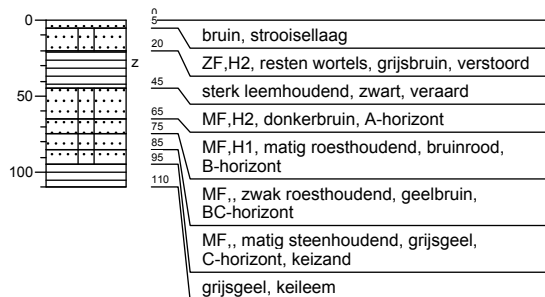 0
50
100
0
5
20
45
65
75
85
95
110
z
bruin, strooisellaag
ZF,H2, resten wortels, grijsbruin, verstoord
sterk leemhoudend, zwart, veraard
MF,H2, donkerbruin, A-horizont
MF,H1, matig roesthoudend, bruinrood,
B-horizont
MF,, zwak roesthoudend, geelbruin,
BC-horizont
MF,, matig steenhoudend, grijsgeel,
C-horizont, keizand
grijsgeel, keileem